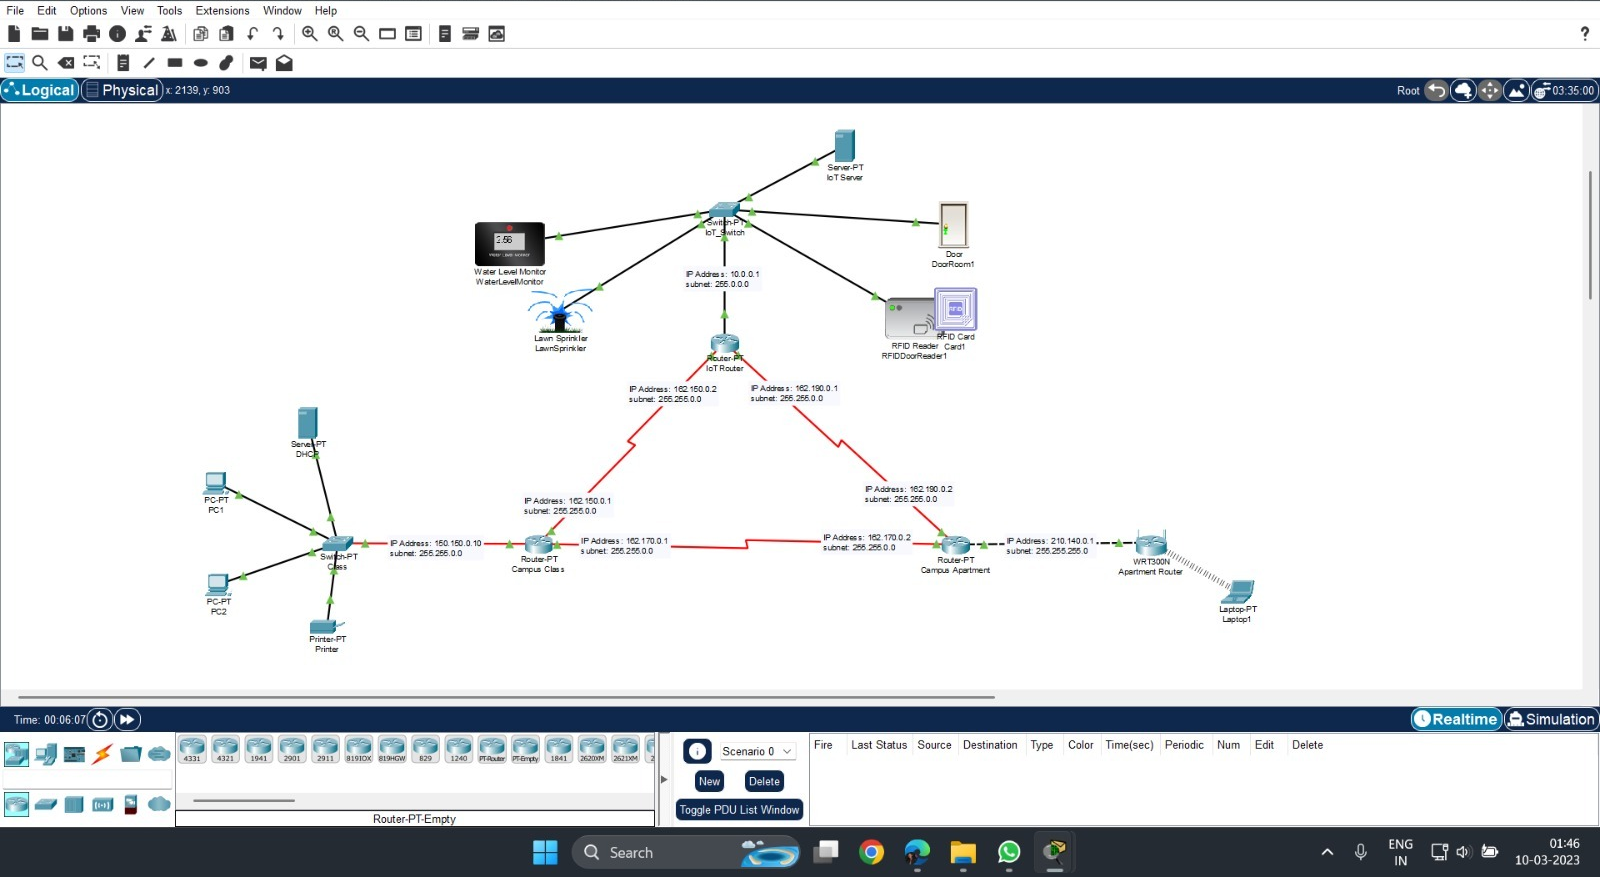 File Edit Options View Tools Extensions Window Help
?
Logical Physical x: 2139, y: 903 Root 03:35:00
Server-PT
IoT Server
Switch-PT
IoT_Switch
2.56
Water Level Monitor
Water Level Monitor
WaterLevelMonitor
Door
DoorRoom1
IP Address: 10.0.0.1
subnet: 255.0.0.0
Lawn Sprinkler
LawnSprinkler
RFID
RFID Reader
RFIDDoorReader1
RFID Card
Card1
Router-PT
IoT Router
IP Address: 162.150.0.2
subnet: 255.255.0.0
IP Address: 162.190.0.1
subnet: 255.255.0.0
Server-PT
DHCP
PC-PT
PC1
IP Address: 162.150.0.1
subnet: 255.255.0.0
IP Address: 162.190.0.2
subnet: 255.255.0.0
Switch-PT
Class
IP Address: 150.150.0.10
subnet: 255.255.0.0
Router-PT
Campus Class
IP Address: 162.170.0.1
subnet: 255.255.0.0
IP Address: 162.170.0.2
subnet: 255.255.0.0
Router-PT
Campus Apartment
IP Address: 210.140.0.1
subnet: 255.255.255.0
WRT300N
Apartment Router
PC-PT
PC2
Laptop-PT
Laptop1
Printer-PT
Printer
Time: 00:06:07 Realtime Simulation
4331 4321 1941 2901 2911 819IOX 819HGW 829 1240 PT-Router PT-Empty 1841 2620XM 2621XM 2
Router-PT-Empty
Scenario 0
New Delete
Toggle PDU List Window
Fire Last Status Source Destination Type Color Time(sec) Periodic Num Edit Delete
Search
ENG
IN
01:46
10-03-2023